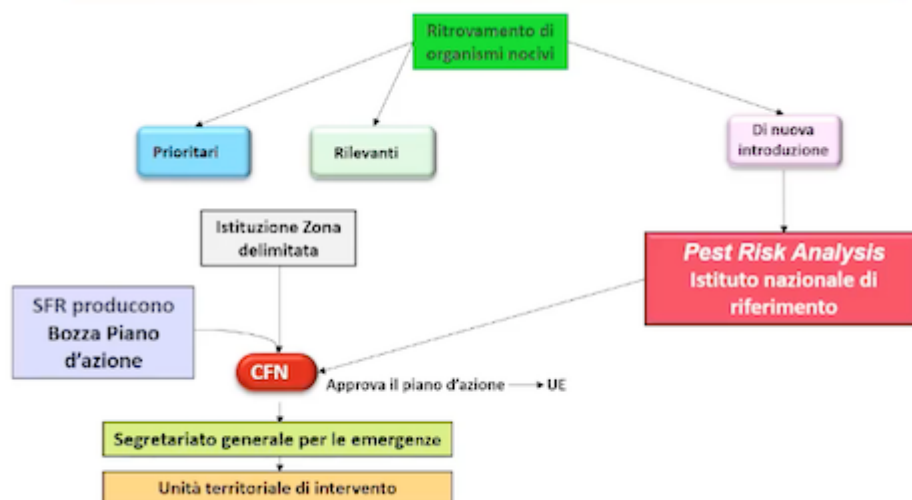 Ritrovamento di
organismi nocivi
Prioritari
Rilevanti
Di nuova
introduzione
Istituzione Zona
delimitata
Pest Risk Analysis
Istituto nazionale di
riferimento
SFR producono
Bozza Piano
d'azione
CFN
Approva il piano d'azione → UE
Segretariato generale per le emergenze
Unità territoriale di intervento